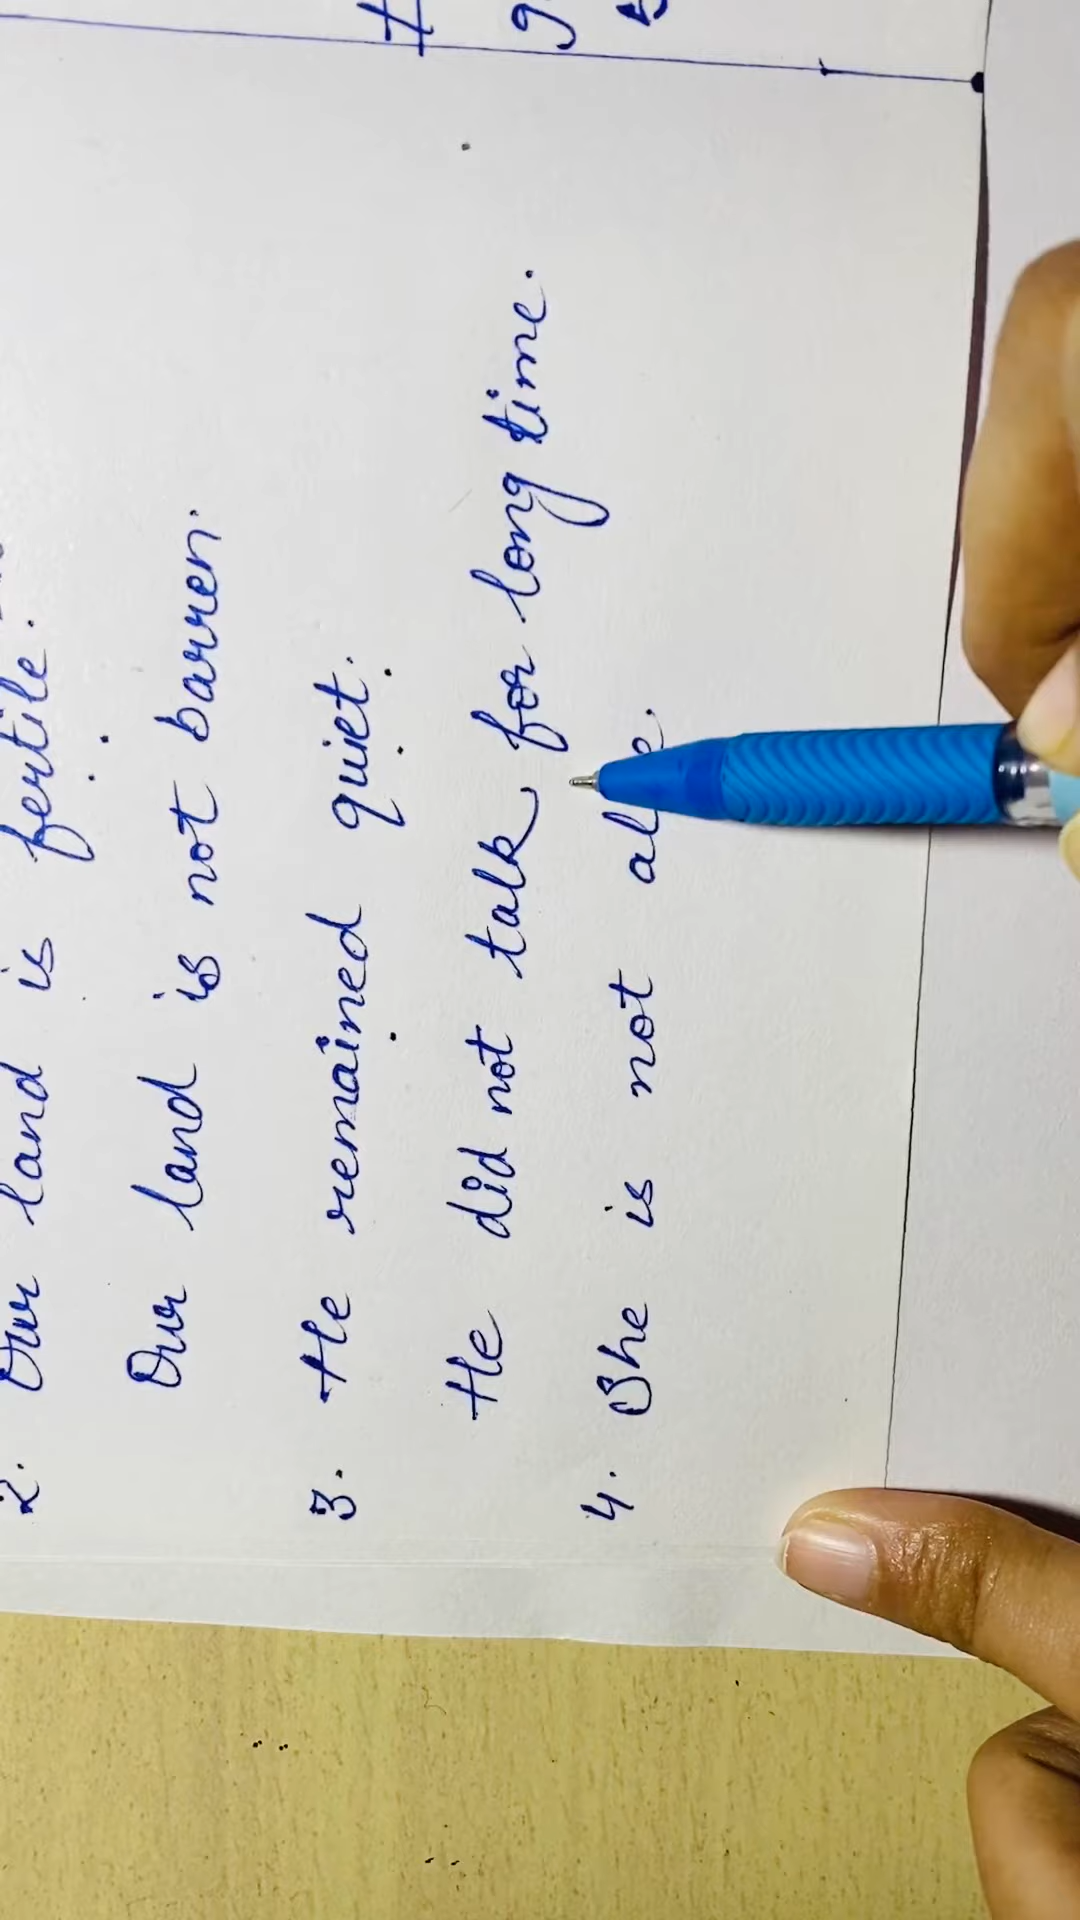 2. Our land is fertile.
Our land is not barren.
3. He remained quiet.
He did not talk for long time.
4. She is not